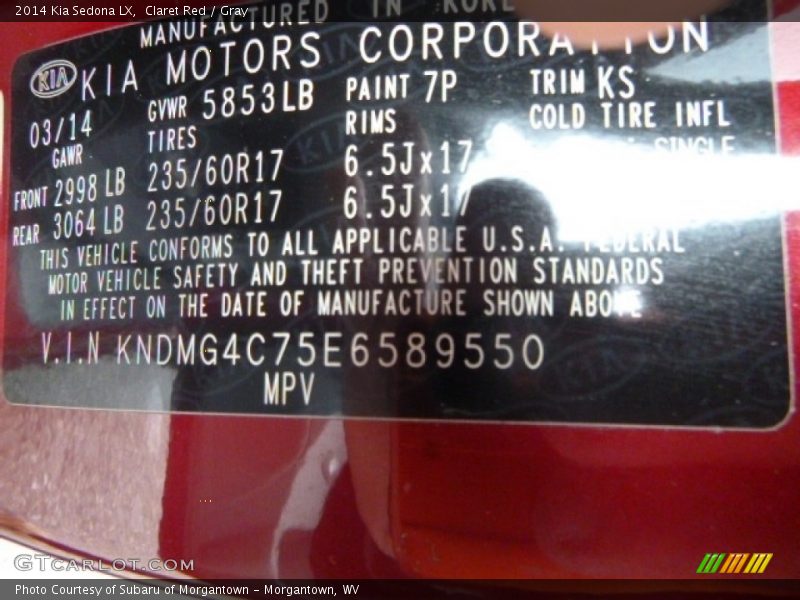 2014 Kia Sedona LX, Claret Red / Gray
MANUFACTURED IN
KIA KIA MOTORS CORPORATION
03/14 GVWR 5853LB PAINT 7P TRIM KS
GAWR TIRES RIMS COLD TIRE INFL
SINGLE
FRONT 2998 LB 235/60R17 6.5Jx17
REAR 3064 LB 235/60R17 6.5Jx17
THIS VEHICLE CONFORMS TO ALL APPLICABLE U.S.A. FEDERAL
MOTOR VEHICLE SAFETY AND THEFT PREVENTION STANDARDS
IN EFFECT ON THE DATE OF MANUFACTURE SHOWN ABOVE
V.I.N KNDMG4C75E6589550
MPV
GTCARLOT.COM
Photo Courtesy of Subaru of Morgantown - Morgantown, WV